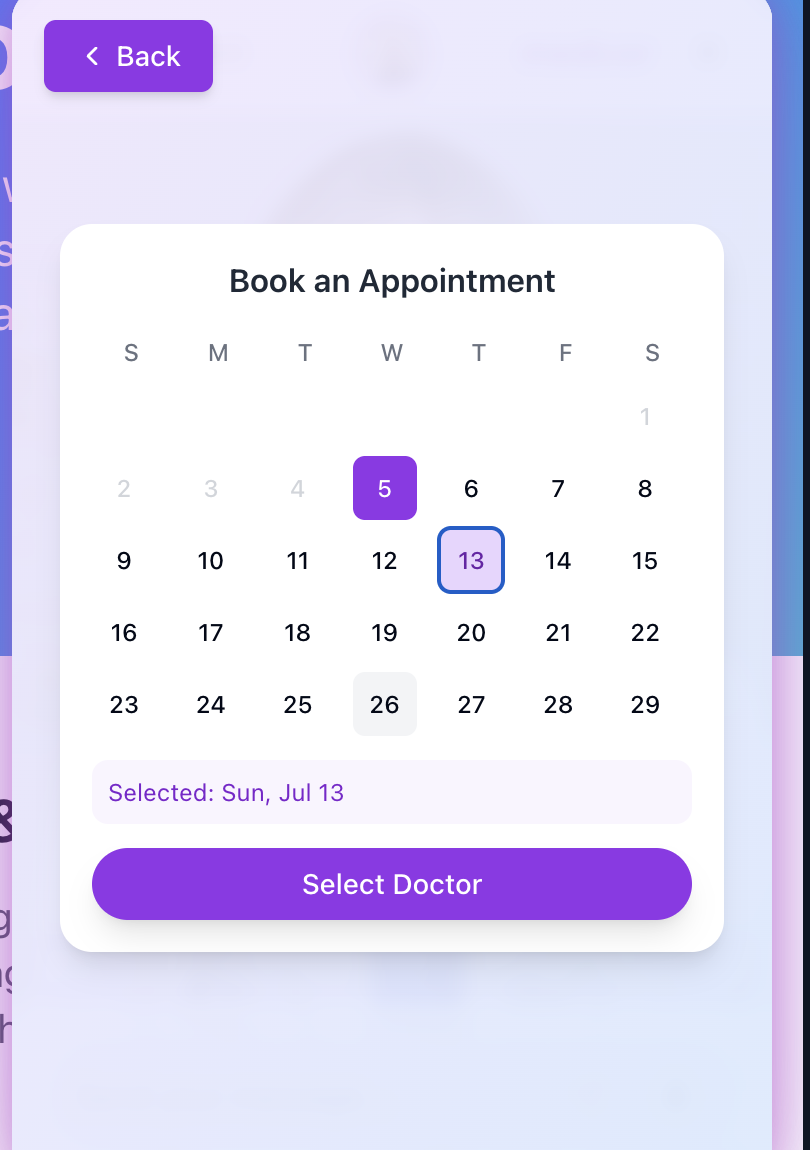 Back
Book an Appointment
S M T W T F S
1
2 3 4 5 6 7 8
9 10 11 12 13 14 15
16 17 18 19 20 21 22
23 24 25 26 27 28 29
Selected: Sun, Jul 13
Select Doctor
&